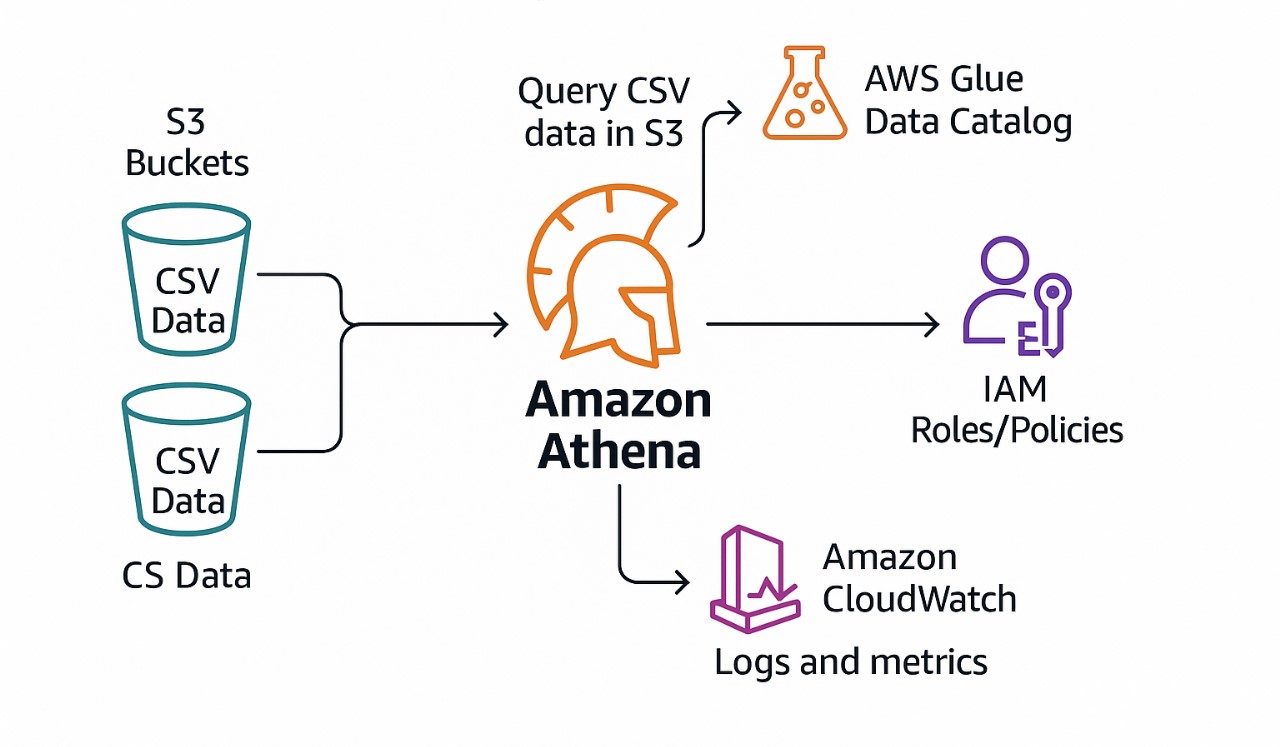 S3
Buckets
CSV
Data
CSV
Data
CS Data
Query CSV
data in S3
Amazon
Athena
AWS Glue
Data Catalog
IAM
Roles/Policies
Amazon
CloudWatch
Logs and metrics